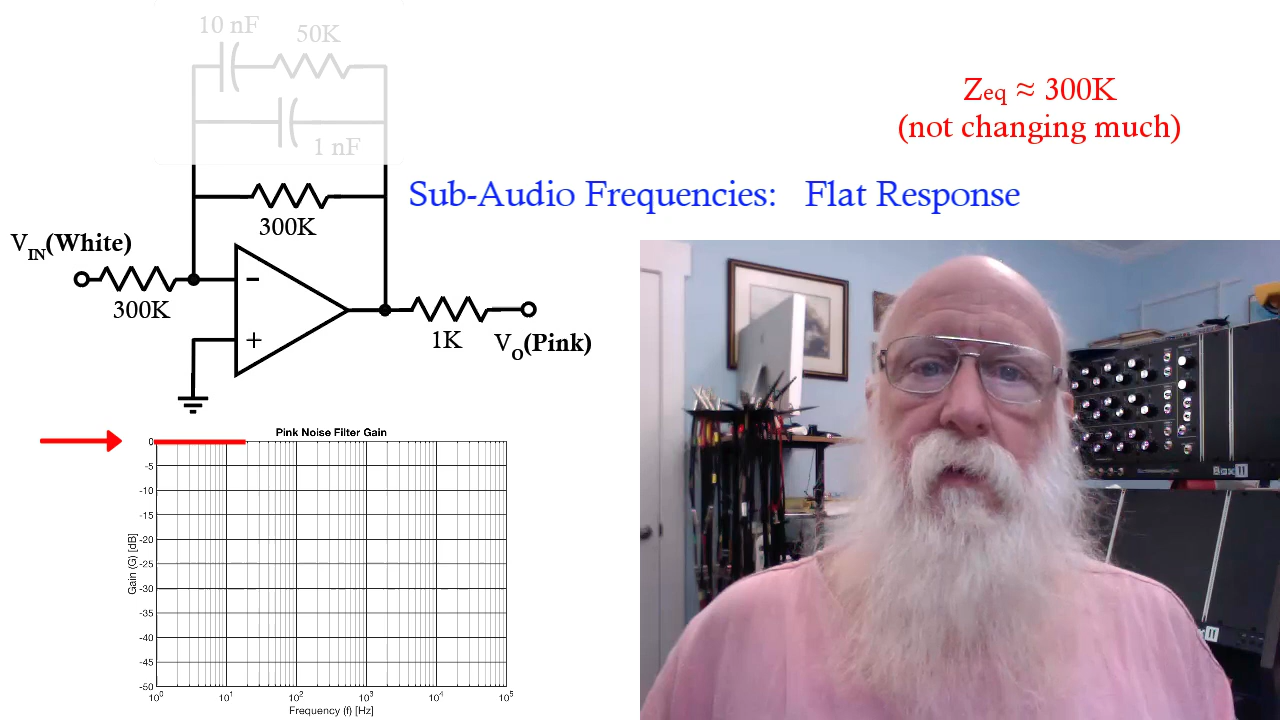 10 nF
50K
1 nF
Zeq ≈ 300K
(not changing much)
Sub-Audio Frequencies: Flat Response
300K
VIN(White)
300K
−
+
1K
VO(Pink)
Pink Noise Filter Gain
0
-5
-10
-15
-20
-25
-30
-35
-40
-45
-50
Gain (G) [dB]
10⁰ 10¹ 10² 10³ 10⁴ 10⁵
Frequency (f) [Hz]
Box11
11